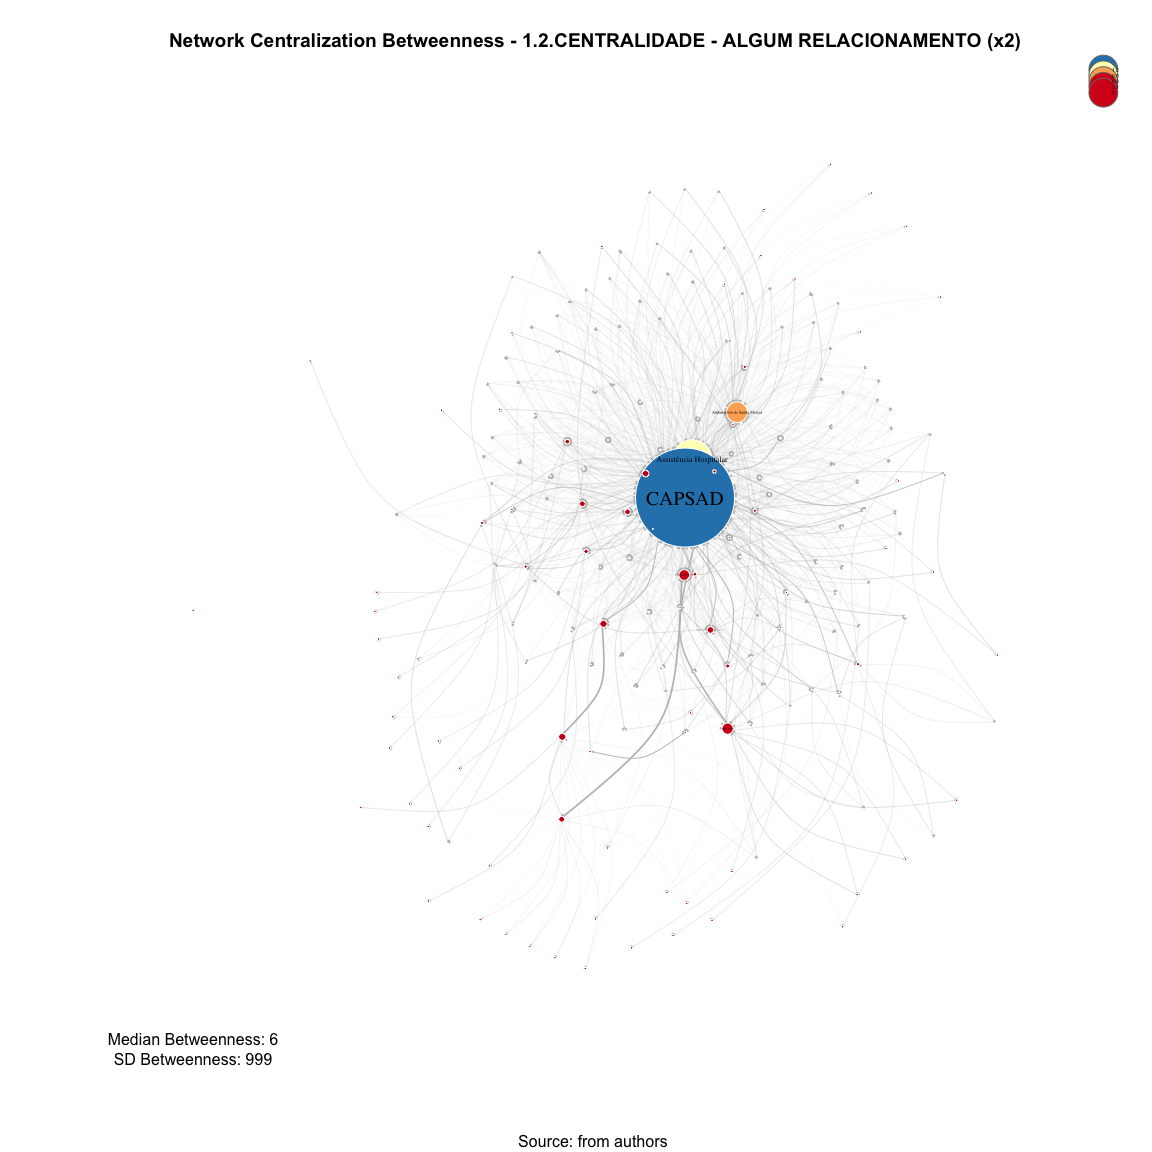 Network Centralization Betweenness - 1.2.CENTRALIDADE - ALGUM RELACIONAMENTO (x2)
Ambulatório de Saúde Mental
Assistência Hospitalar
CAPSAD
Median Betweenness: 6
SD Betweenness: 999
Source: from authors